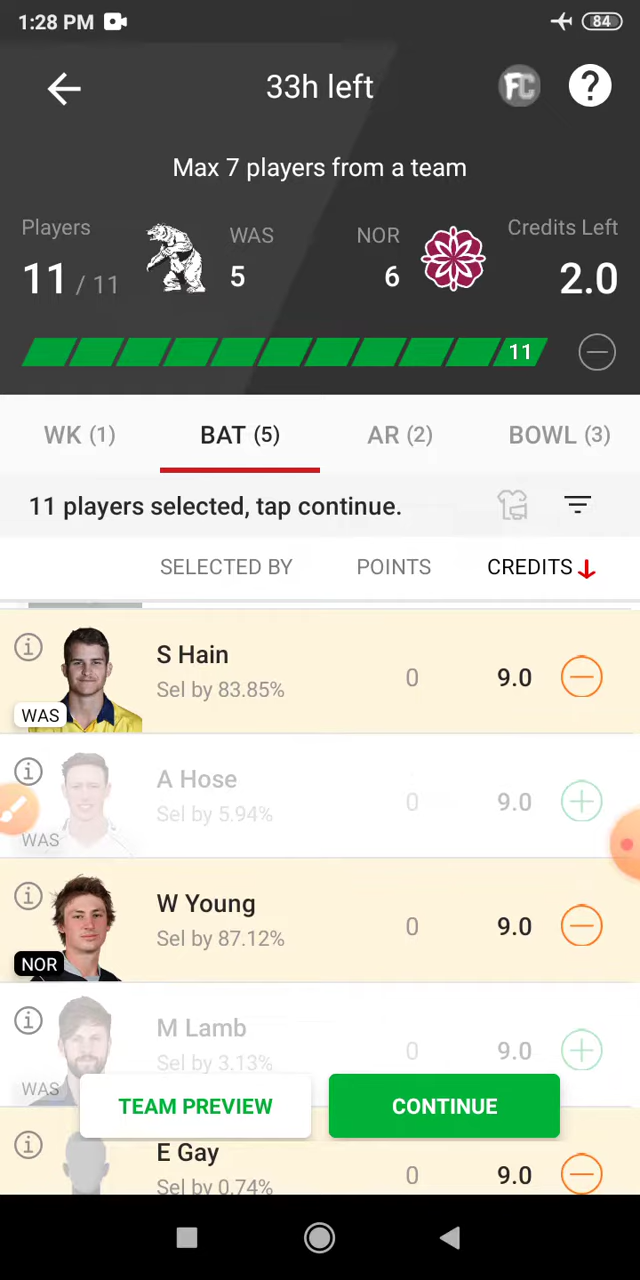 1:28 PM
84
33h left
FC
?
Max 7 players from a team
Players
WAS
NOR
Credits Left
11 / 11
5
6
2.0
11
WK (1)
BAT (5)
AR (2)
BOWL (3)
11 players selected, tap continue.
SELECTED BY
POINTS
CREDITS
i
S Hain
Sel by 83.85%
0
9.0
WAS
i
A Hose
Sel by 5.94%
0
9.0
WAS
i
W Young
Sel by 87.12%
0
9.0
NOR
i
M Lamb
Sel by 3.13%
0
9.0
WAS
TEAM PREVIEW
CONTINUE
i
E Gay
Sel by 0.74%
0
9.0